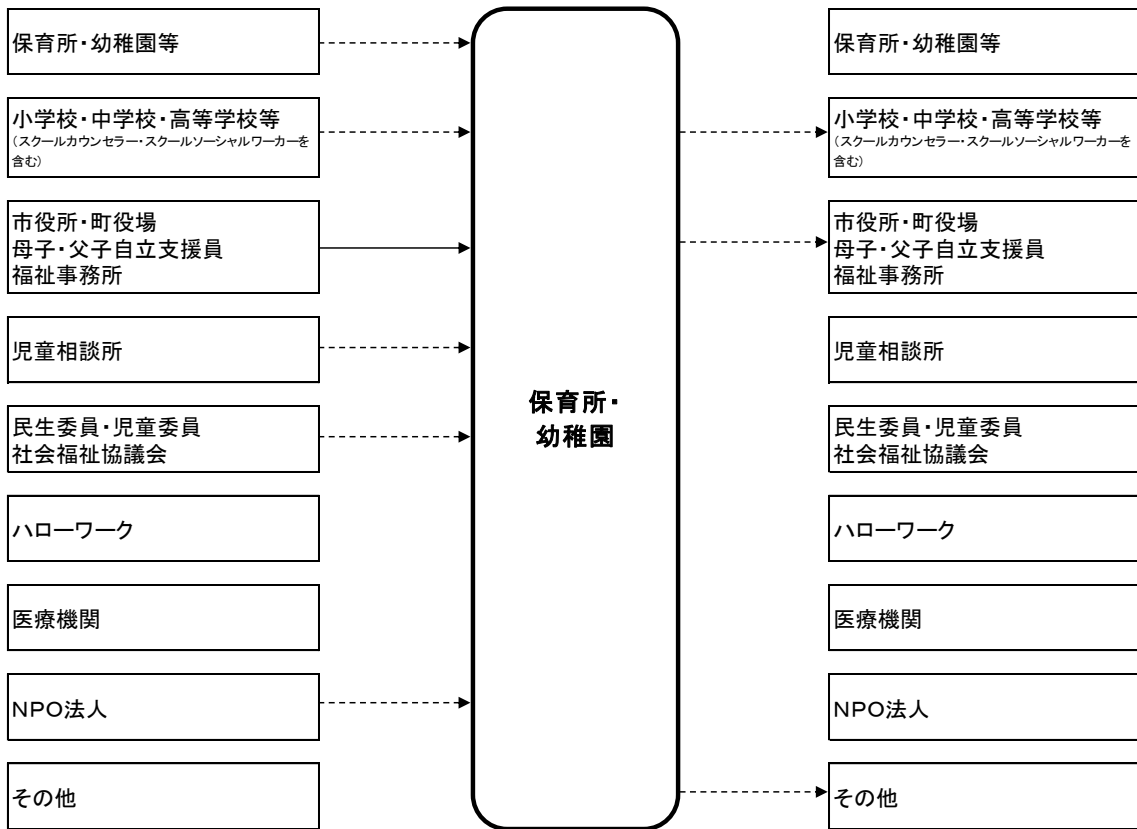 保育所・幼稚園等
小学校・中学校・高等学校等
（スクールカウンセラー・スクールソーシャルワーカーを
含む）
市役所・町役場
母子・父子自立支援員
福祉事務所
児童相談所
民生委員・児童委員
社会福祉協議会
ハローワーク
医療機関
NPO法人
その他
保育所・
幼稚園
保育所・幼稚園等
小学校・中学校・高等学校等
（スクールカウンセラー・スクールソーシャルワーカーを
含む）
市役所・町役場
母子・父子自立支援員
福祉事務所
児童相談所
民生委員・児童委員
社会福祉協議会
ハローワーク
医療機関
NPO法人
その他